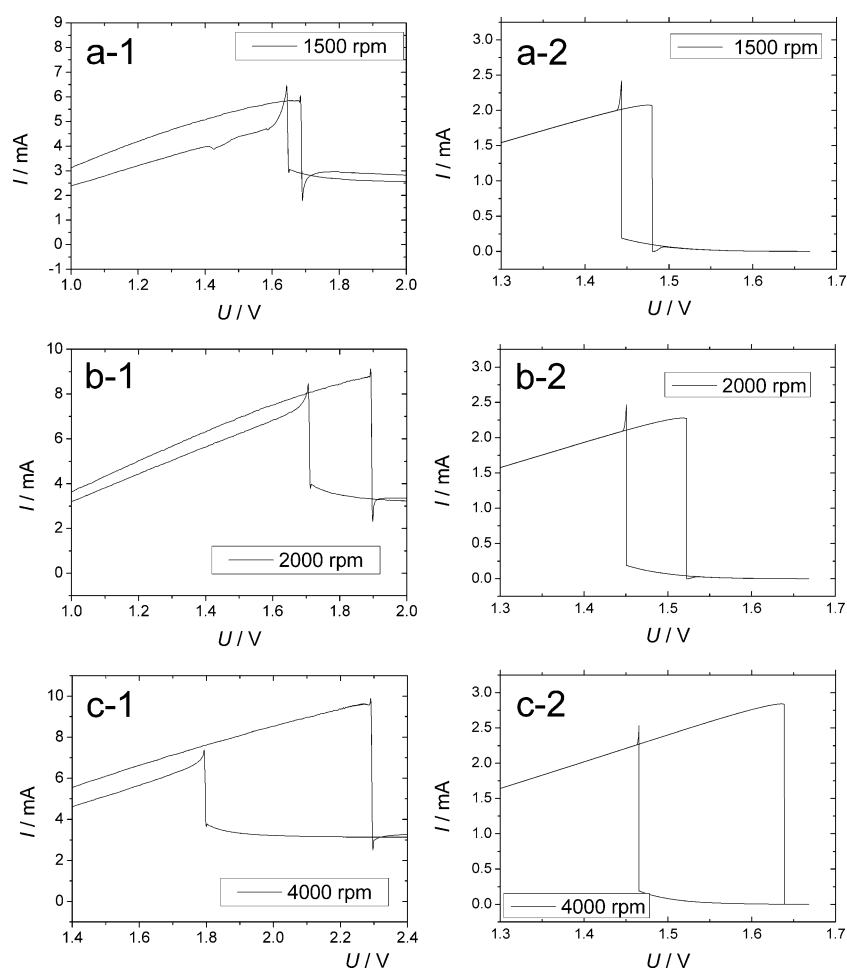 a-1
1500 rpm
9
8
7
6
5
4
3
2
1
0
-1
I / mA
1.0 1.2 1.4 1.6 1.8 2.0
U / V
a-2
1500 rpm
3.0
2.5
2.0
1.5
1.0
0.5
0.0
I / mA
1.3 1.4 1.5 1.6 1.7
U / V
b-1
2000 rpm
10
8
6
4
2
0
I / mA
1.0 1.2 1.4 1.6 1.8 2.0
U / V
b-2
2000 rpm
3.0
2.5
2.0
1.5
1.0
0.5
0.0
I / mA
1.3 1.4 1.5 1.6 1.7
U / V
c-1
4000 rpm
10
8
6
4
2
0
I / mA
1.4 1.6 1.8 2.0 2.2 2.4
U / V
c-2
4000 rpm
3.0
2.5
2.0
1.5
1.0
0.5
0.0
I / mA
1.3 1.4 1.5 1.6 1.7
U / V